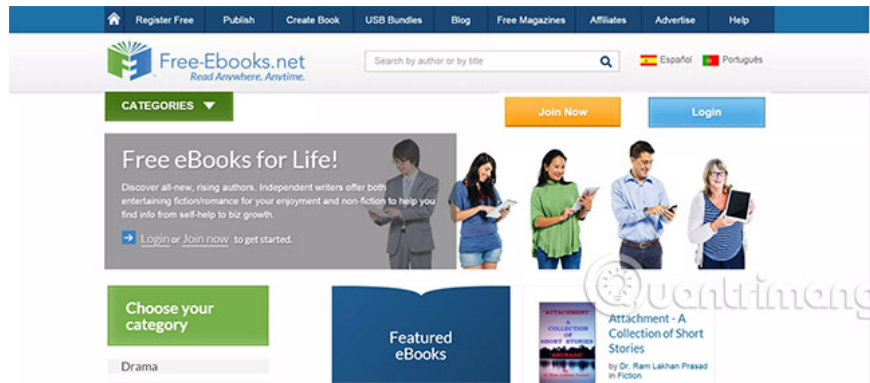 Register Free Publish Create Book USB Bundles Blog Free Magazines Affiliates Advertise Help
Free-Ebooks.net
Read Anywhere. Anytime.
Search by author or by title
Español Português
CATEGORIES
Join Now Login
Free eBooks for Life!
Discover all-new, rising authors. Independent writers offer both
entertaining fiction/romance for your enjoyment and non-fiction to help you
find info from self-help to biz growth.
Login or Join now to get started.
Quantrimang
Choose your
category
Drama
Featured
eBooks
"ATTACHMENT"
A
COLLECTION
OF
SHORT STORIES
Attachment - A
Collection of Short
Stories
by Dr. Ram Lakhan Prasad
in Fiction